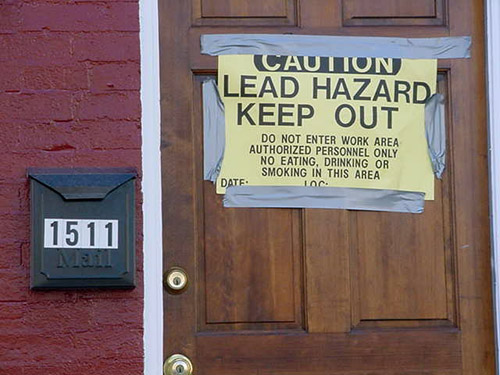 CAUTION
LEAD HAZARD
KEEP OUT
DO NOT ENTER WORK AREA
AUTHORIZED PERSONNEL ONLY
NO EATING, DRINKING OR
SMOKING IN THIS AREA
DATE: LOC:
1511
Mail